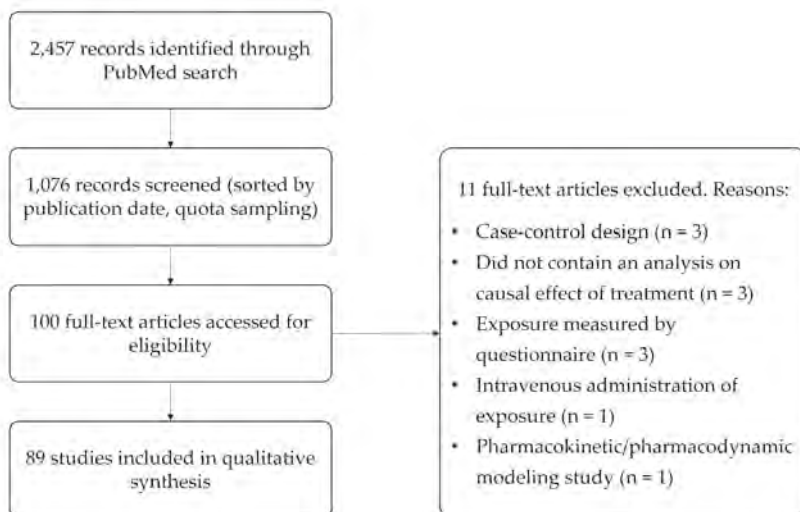 2,457 records identified through
PubMed search
1,076 records screened (sorted by
publication date, quota sampling)
100 full-text articles accessed for
eligibility
89 studies included in qualitative
synthesis
11 full-text articles excluded. Reasons:
• Case-control design (n = 3)
• Did not contain an analysis on
causal effect of treatment (n = 3)
• Exposure measured by
questionnaire (n = 3)
• Intravenous administration of
exposure (n = 1)
• Pharmacokinetic/pharmacodynamic
modeling study (n = 1)